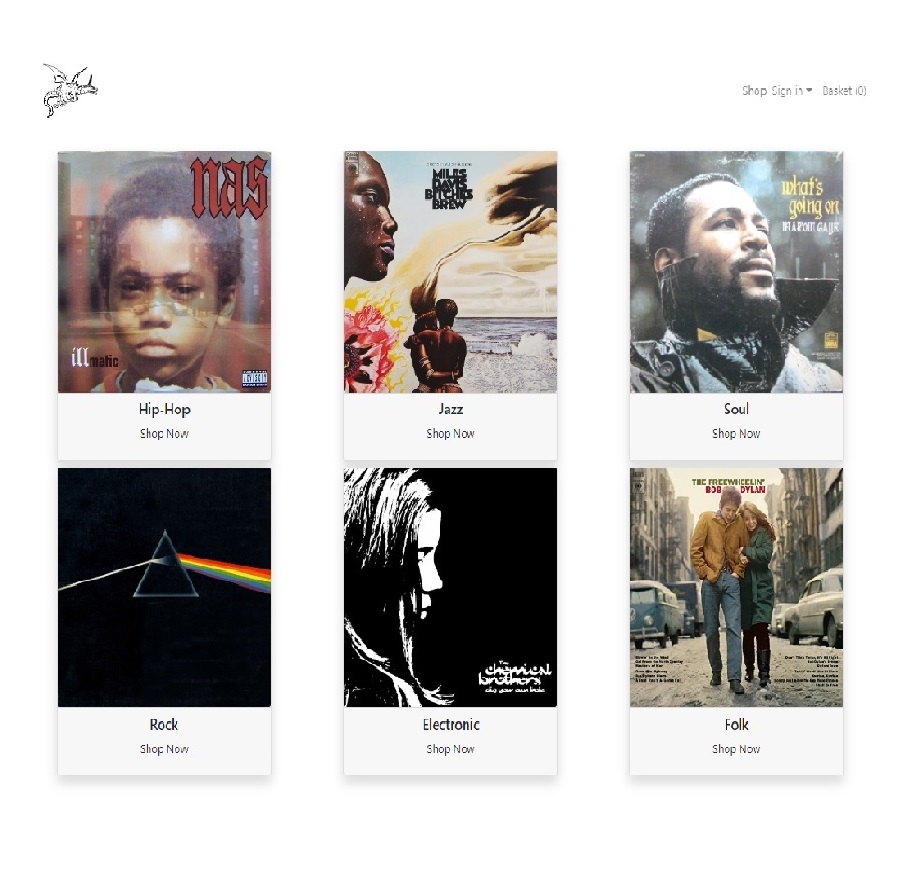 Shop Sign in Basket (0)
nas
illmatic
MILES
DAVIS
BITCHES
BREW
what's
going on
MARVIN GAYE
Hip-Hop
Shop Now
Jazz
Shop Now
Soul
Shop Now
THE FREEWHEELIN'
BOB DYLAN
the
chemical
brothers
dig your own hole
Rock
Shop Now
Electronic
Shop Now
Folk
Shop Now